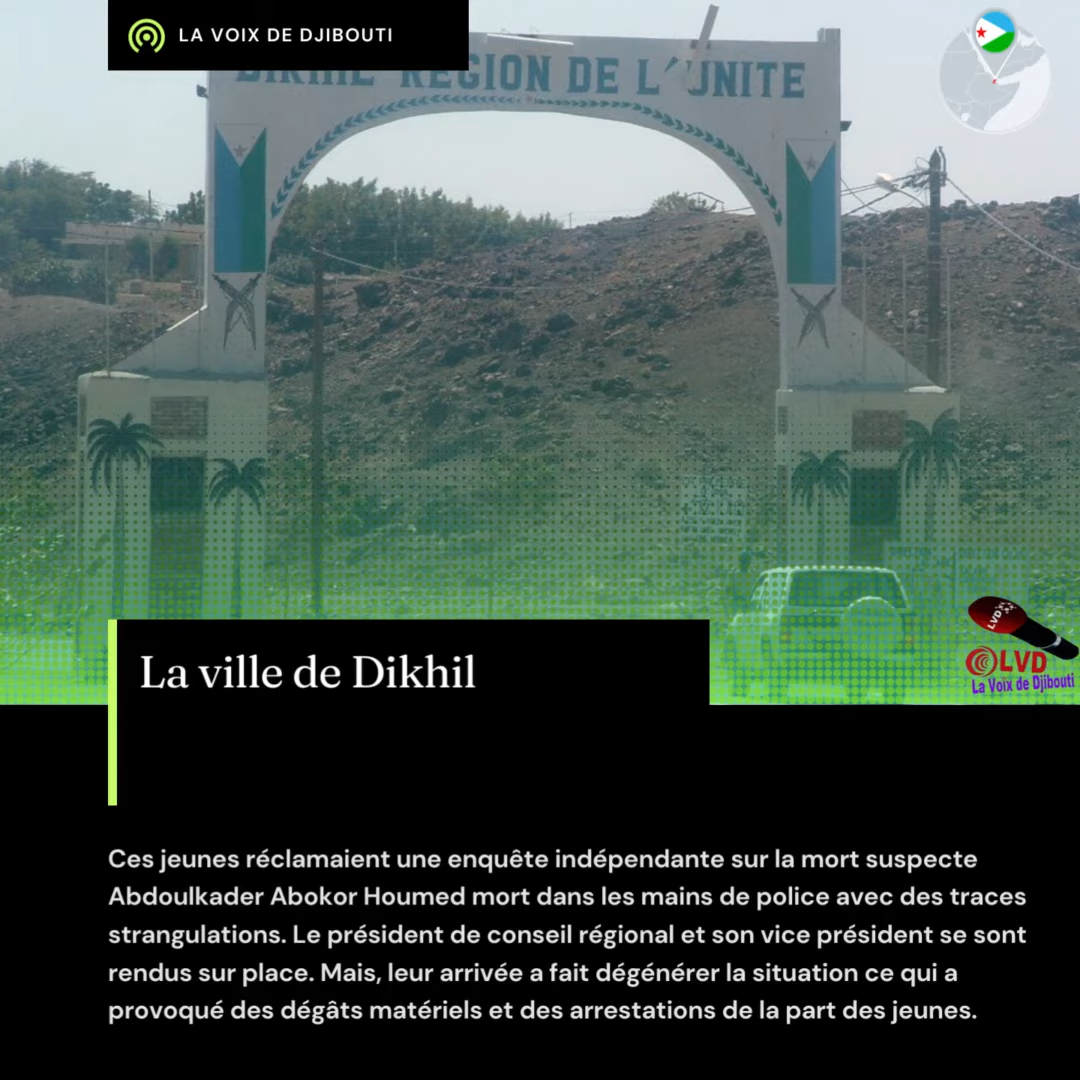 LA VOIX DE DJIBOUTI
DIKHIL REGION DE L'UNITE
LVD
LVD
La Voix de Djibouti
La ville de Dikhil
Ces jeunes réclamaient une enquête indépendante sur la mort suspecte
Abdoulkader Abokor Houmed mort dans les mains de police avec des traces
strangulations. Le président de conseil régional et son vice président se sont
rendus sur place. Mais, leur arrivée a fait dégénérer la situation ce qui a
provoqué des dégâts matériels et des arrestations de la part des jeunes.